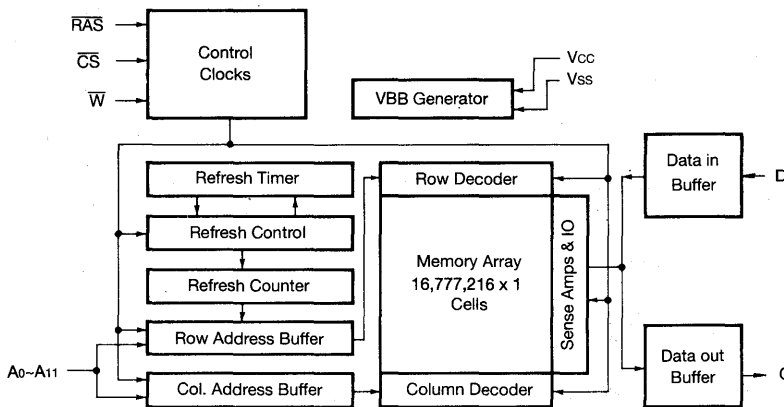 R̅A̅S̅
C̅S̅
W̅
Control
Clocks
VCC
VSS
VBB Generator
Data in
Buffer
D
Refresh Timer
Row Decoder
Refresh Control
Refresh Counter
Memory Array
16,777,216 x 1
Cells
Sense Amps & IO
Row Address Buffer
A0~A11
Col. Address Buffer
Column Decoder
Data out
Buffer